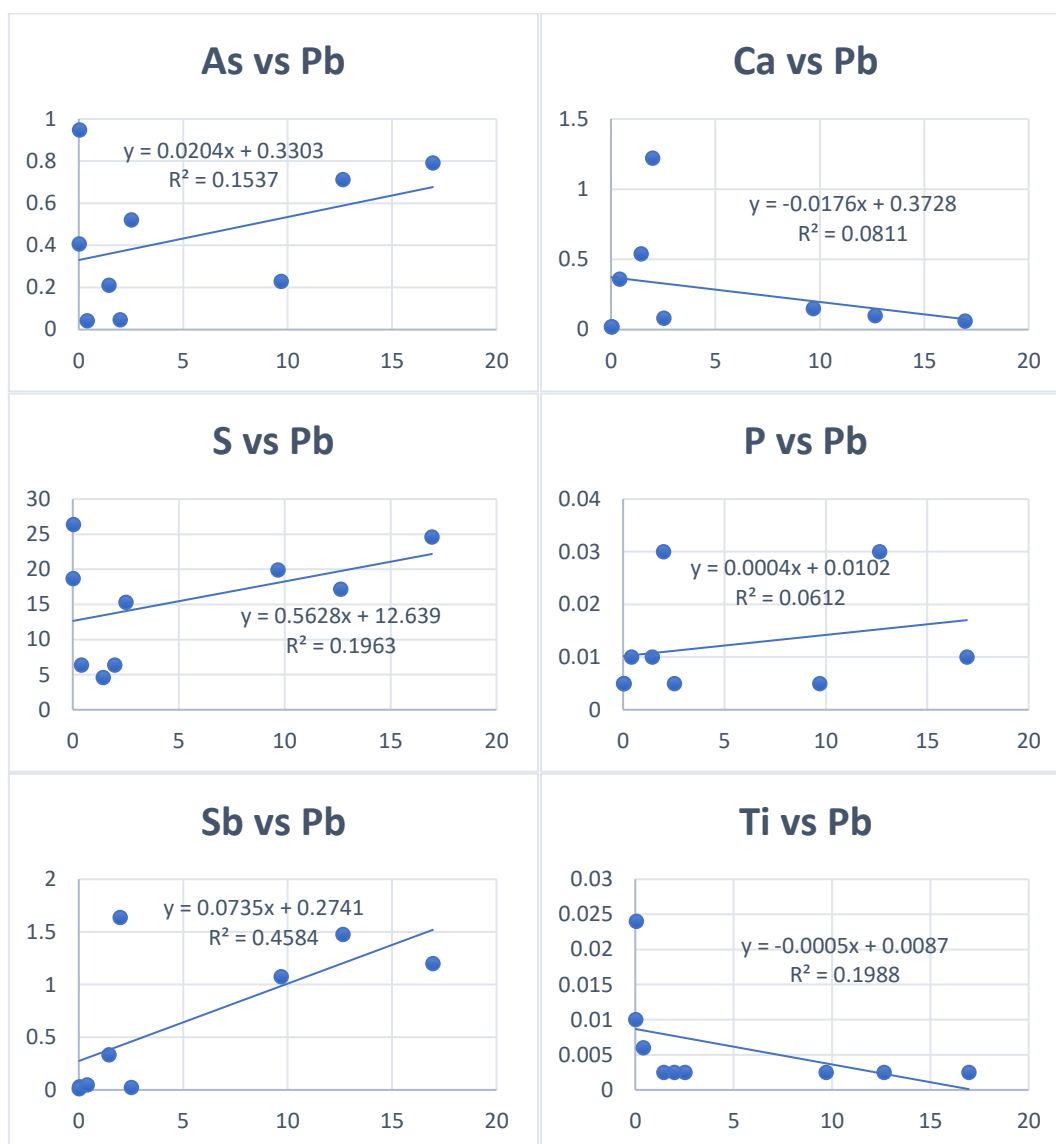 As vs Pb
1
0.8
0.6
0.4
0.2
0
y = 0.0204x + 0.3303
R² = 0.1537
0 5 10 15 20
Ca vs Pb
1.5
1
0.5
0
y = -0.0176x + 0.3728
R² = 0.0811
0 5 10 15 20
S vs Pb
30
25
20
15
10
5
0
y = 0.5628x + 12.639
R² = 0.1963
0 5 10 15 20
P vs Pb
0.04
0.03
0.02
0.01
0
y = 0.0004x + 0.0102
R² = 0.0612
0 5 10 15 20
Sb vs Pb
2
1.5
1
0.5
0
y = 0.0735x + 0.2741
R² = 0.4584
0 5 10 15 20
Ti vs Pb
0.03
0.025
0.02
0.015
0.01
0.005
0
y = -0.0005x + 0.0087
R² = 0.1988
0 5 10 15 20